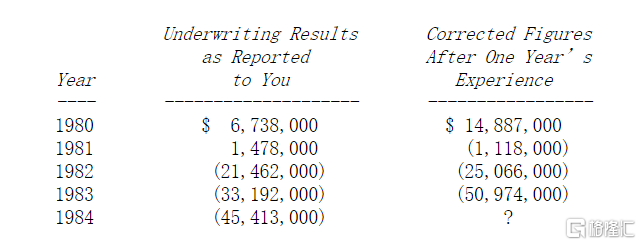 Underwriting Results Corrected Figures
as Reported After One Year's
Year to You Experience
---- -------------------- -----------------
1980 $ 6,738,000 $ 14,887,000
1981 1,478,000 (1,118,000)
1982 (21,462,000) (25,066,000)
1983 (33,192,000) (50,974,000)
1984 (45,413,000) ?
格隆汇